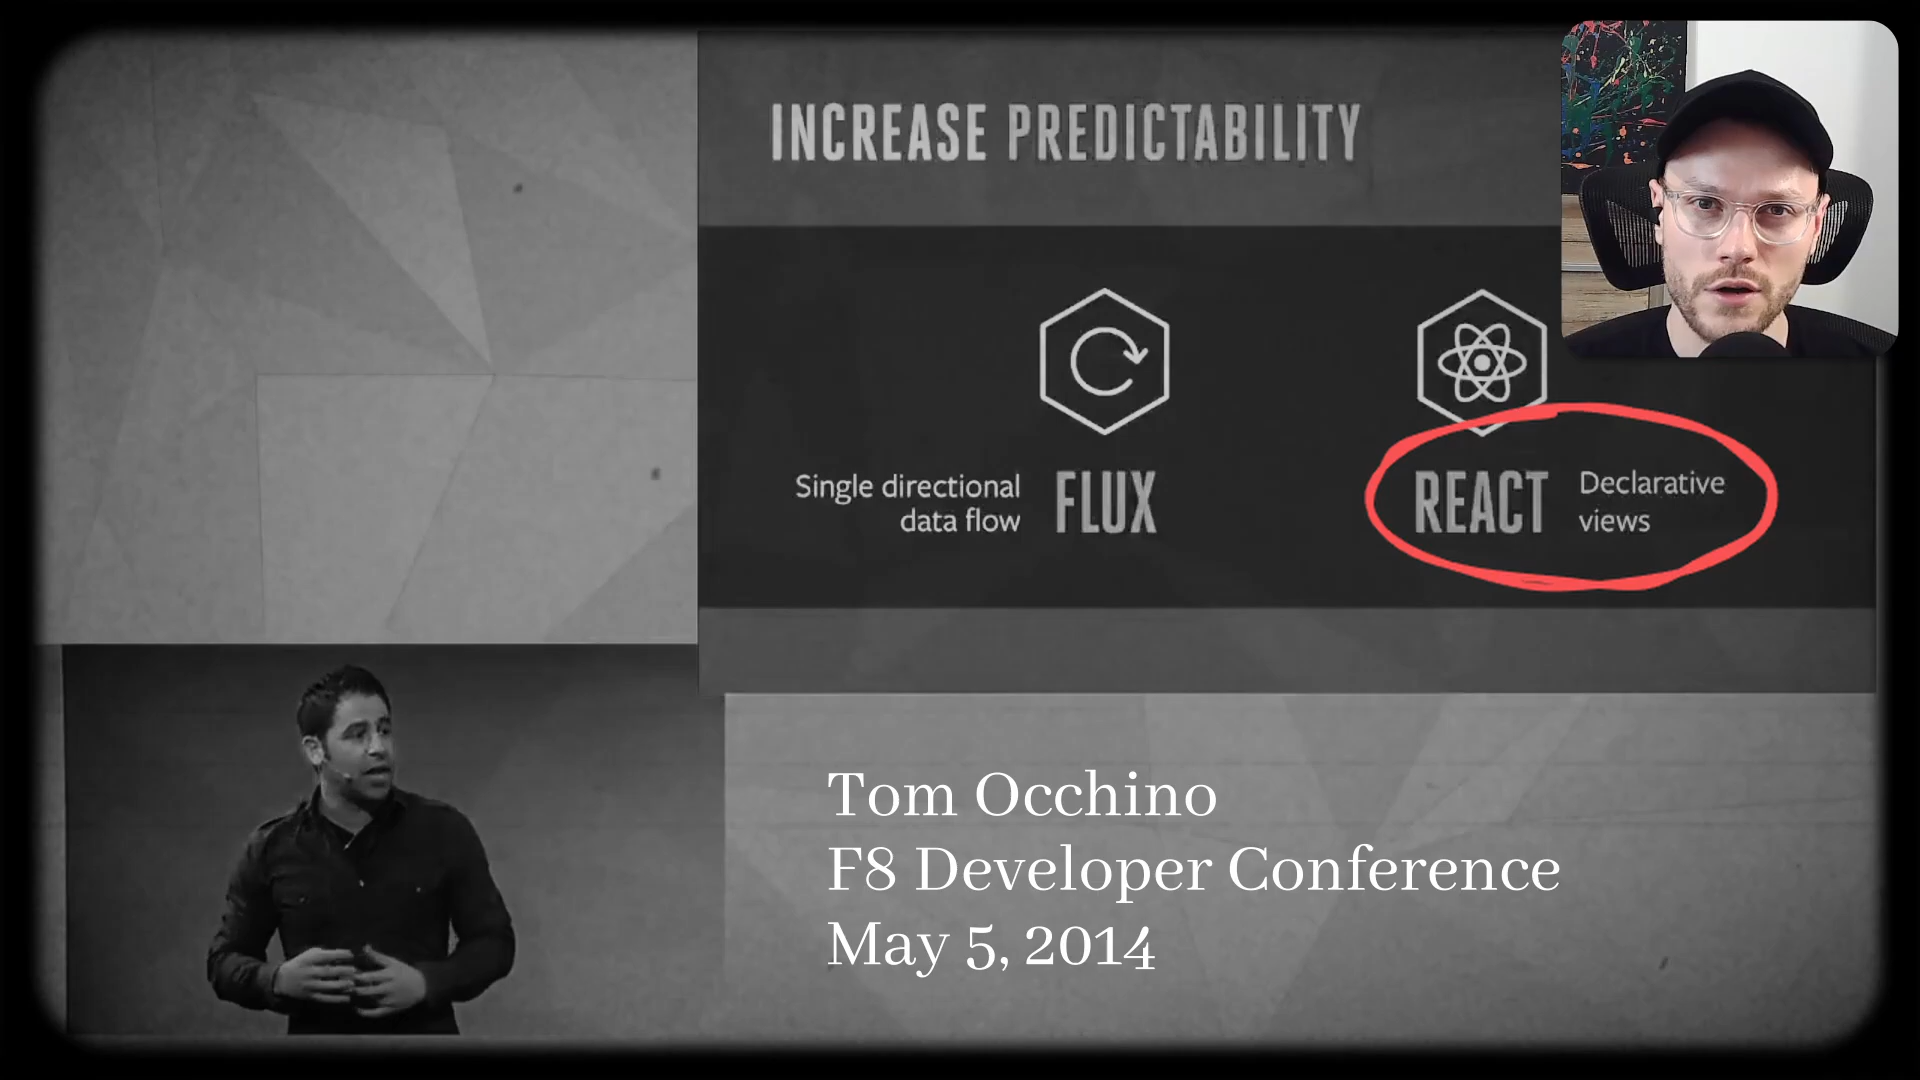 INCREASE PREDICTABILITY
Single directional
data flow
FLUX
REACT
Declarative
views
Tom Occhino
F8 Developer Conference
May 5, 2014